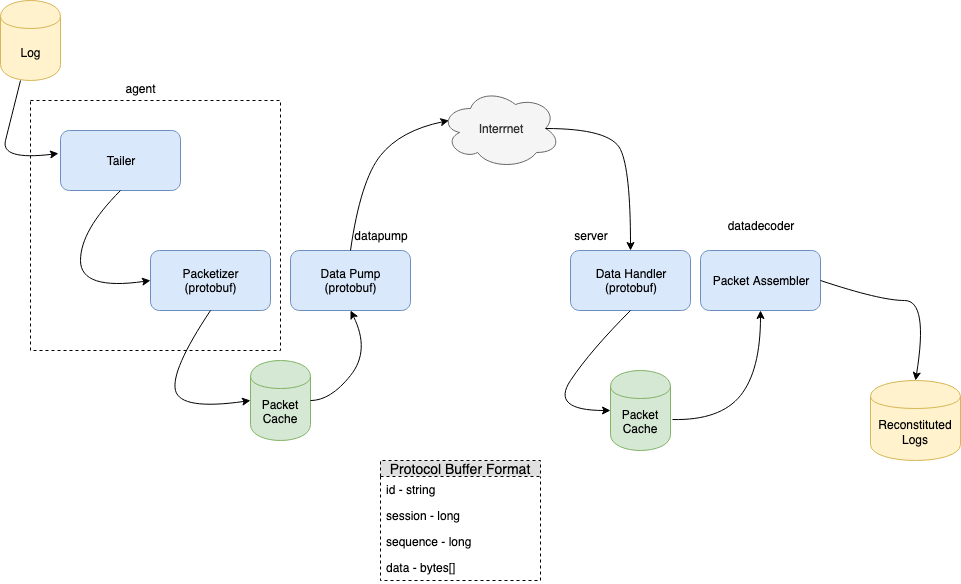 Log
agent
Tailer
Interrnet
datapump
server
datadecoder
Packetizer
(protobuf)
Data Pump
(protobuf)
Data Handler
(protobuf)
Packet Assembler
Packet
Cache
Packet
Cache
Reconstituted
Logs
Protocol Buffer Format
id - string
session - long
sequence - long
data - bytes[]